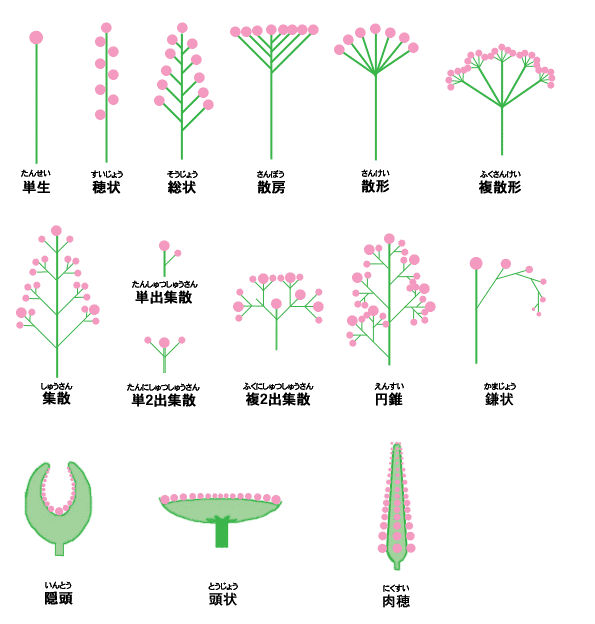 たんせい
単生
すいじょう
穂状
そうじょう
総状
さんぼう
散房
さんけい
散形
ふくさんけい
複散形
たんしゅつしゅうさん
単出集散
しゅうさん
集散
たんにしゅつしゅうさん
単2出集散
ふくにしゅつしゅうさん
複2出集散
えんすい
円錐
かまじょう
鎌状
いんとう
隠頭
とうじょう
頭状
にくすい
肉穂